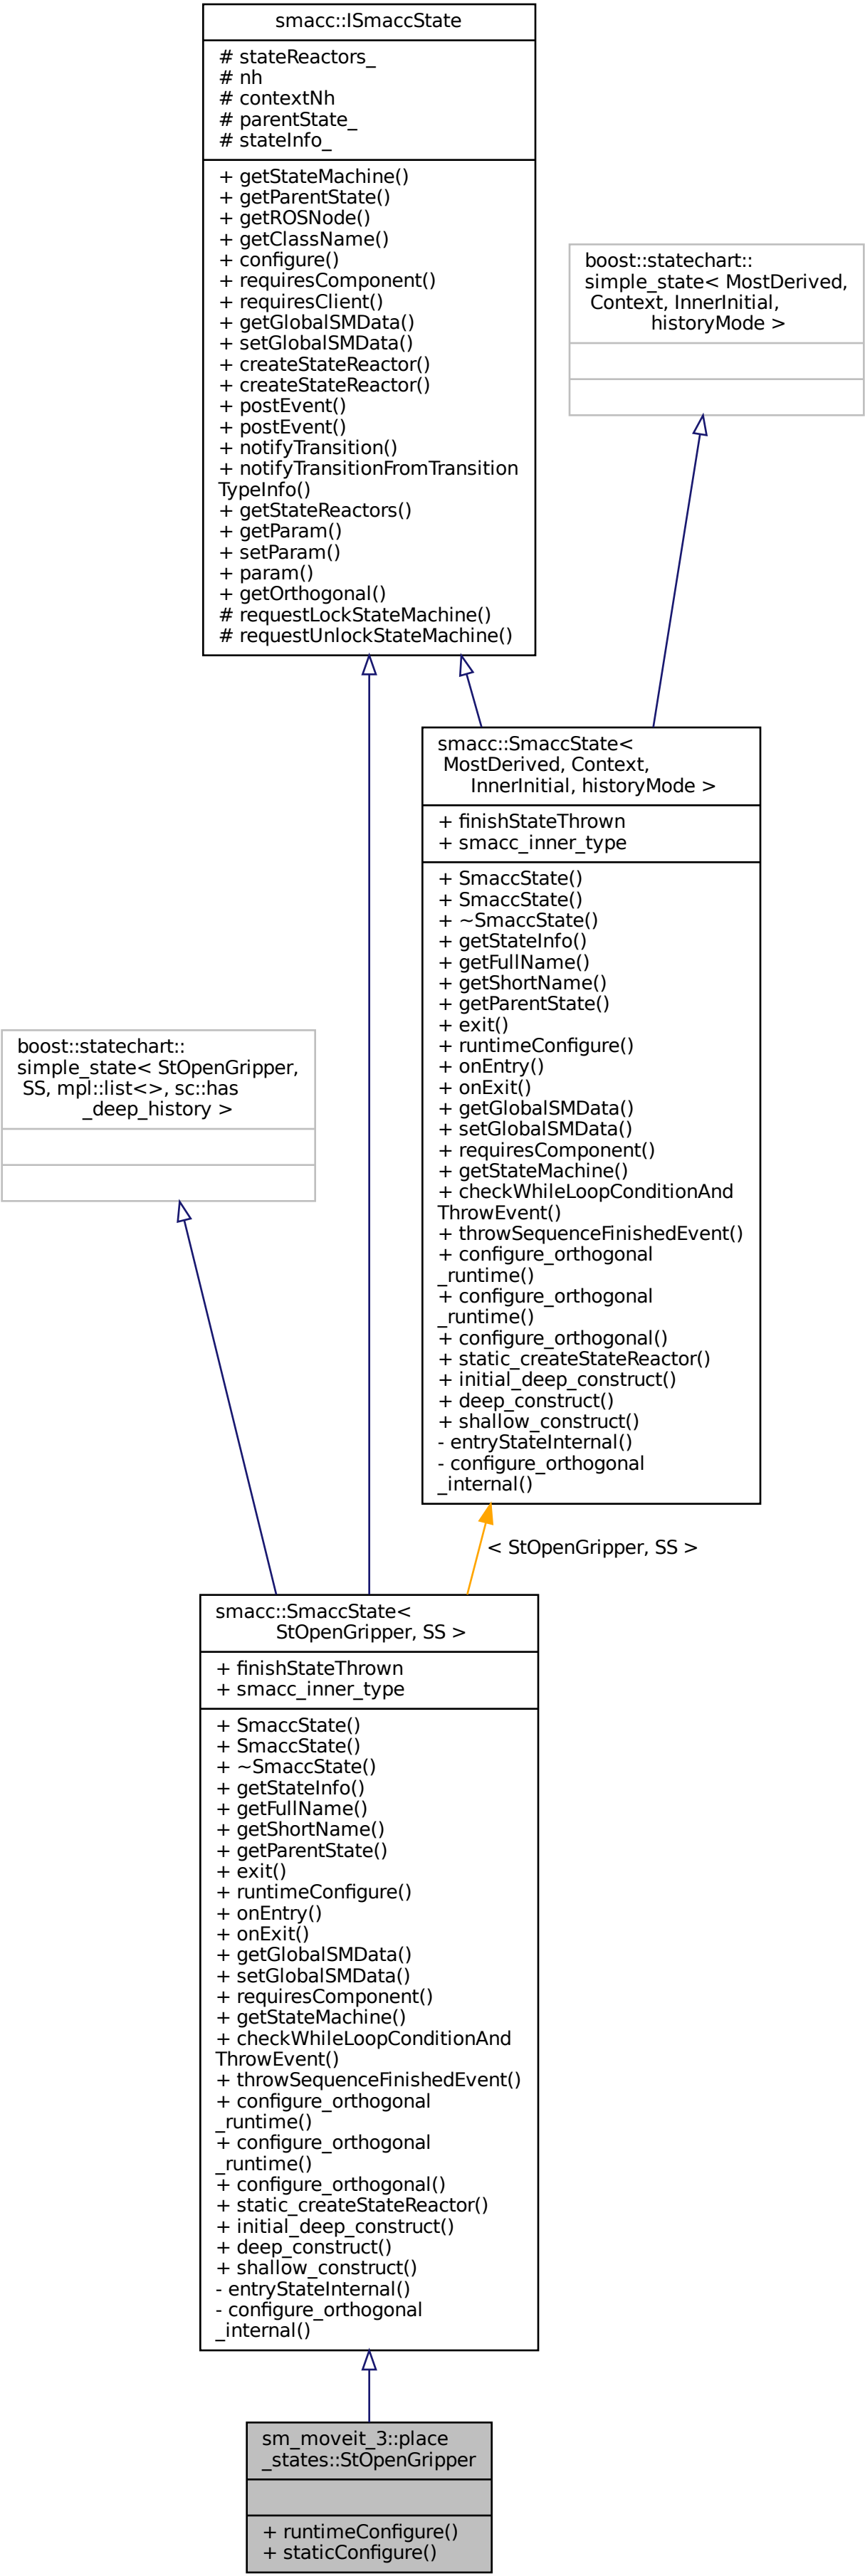 smacc::ISmaccState
# stateReactors_
# nh
# contextNh
# parentState_
# stateInfo_
+ getStateMachine()
+ getParentState()
+ getROSNode()
+ getClassName()
+ configure()
+ requiresComponent()
+ requiresClient()
+ getGlobalSMData()
+ setGlobalSMData()
+ createStateReactor()
+ createStateReactor()
+ postEvent()
+ postEvent()
+ notifyTransition()
+ notifyTransitionFromTransition
TypeInfo()
+ getStateReactors()
+ getParam()
+ setParam()
+ param()
+ getOrthogonal()
# requestLockStateMachine()
# requestUnlockStateMachine()
boost::statechart::
simple_state< MostDerived,
Context, InnerInitial,
historyMode >
smacc::SmaccState<
MostDerived, Context,
InnerInitial, historyMode >
+ finishStateThrown
+ smacc_inner_type
+ SmaccState()
+ SmaccState()
+ ~SmaccState()
+ getStateInfo()
+ getFullName()
+ getShortName()
+ getParentState()
+ exit()
+ runtimeConfigure()
+ onEntry()
+ onExit()
+ getGlobalSMData()
+ setGlobalSMData()
+ requiresComponent()
+ getStateMachine()
+ checkWhileLoopConditionAnd
ThrowEvent()
+ throwSequenceFinishedEvent()
+ configure_orthogonal
_runtime()
+ configure_orthogonal
_runtime()
+ configure_orthogonal()
+ static_createStateReactor()
+ initial_deep_construct()
+ deep_construct()
+ shallow_construct()
- entryStateInternal()
- configure_orthogonal
_internal()
boost::statechart::
simple_state< StOpenGripper,
SS, mpl::list<>, sc::has
_deep_history >
< StOpenGripper, SS >
smacc::SmaccState<
StOpenGripper, SS >
+ finishStateThrown
+ smacc_inner_type
+ SmaccState()
+ SmaccState()
+ ~SmaccState()
+ getStateInfo()
+ getFullName()
+ getShortName()
+ getParentState()
+ exit()
+ runtimeConfigure()
+ onEntry()
+ onExit()
+ getGlobalSMData()
+ setGlobalSMData()
+ requiresComponent()
+ getStateMachine()
+ checkWhileLoopConditionAnd
ThrowEvent()
+ throwSequenceFinishedEvent()
+ configure_orthogonal
_runtime()
+ configure_orthogonal
_runtime()
+ configure_orthogonal()
+ static_createStateReactor()
+ initial_deep_construct()
+ deep_construct()
+ shallow_construct()
- entryStateInternal()
- configure_orthogonal
_internal()
sm_moveit_3::place
_states::StOpenGripper
+ runtimeConfigure()
+ staticConfigure()